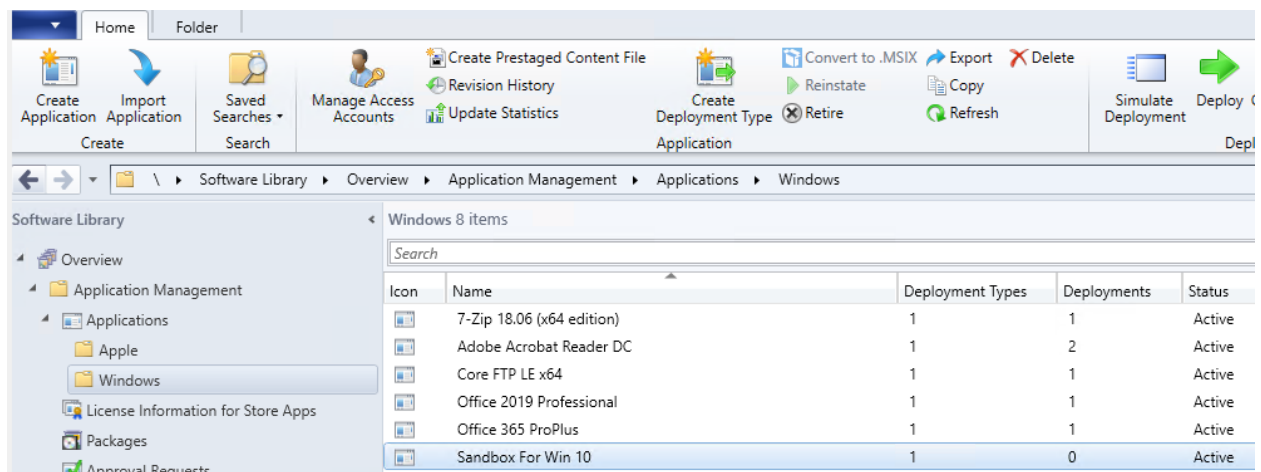 Home Folder
Create Prestaged Content File Convert to .MSIX Export Delete
Revision History Reinstate Copy
Create Application Import Application Saved Searches Manage Access Accounts Create Deployment Type Simulate Deployment Deploy
Update Statistics Retire Refresh
Create Search Application
\ Software Library Overview Application Management Applications Windows
Software Library Windows 8 items
Search
Overview
Application Management Icon Name Deployment Types Deployments Status
Applications 7-Zip 18.06 (x64 edition) 1 1 Active
Apple Adobe Acrobat Reader DC 1 2 Active
Windows Core FTP LE x64 1 1 Active
License Information for Store Apps Office 2019 Professional 1 1 Active
Packages Office 365 ProPlus 1 1 Active
Approval Requests Sandbox For Win 10 1 0 Active